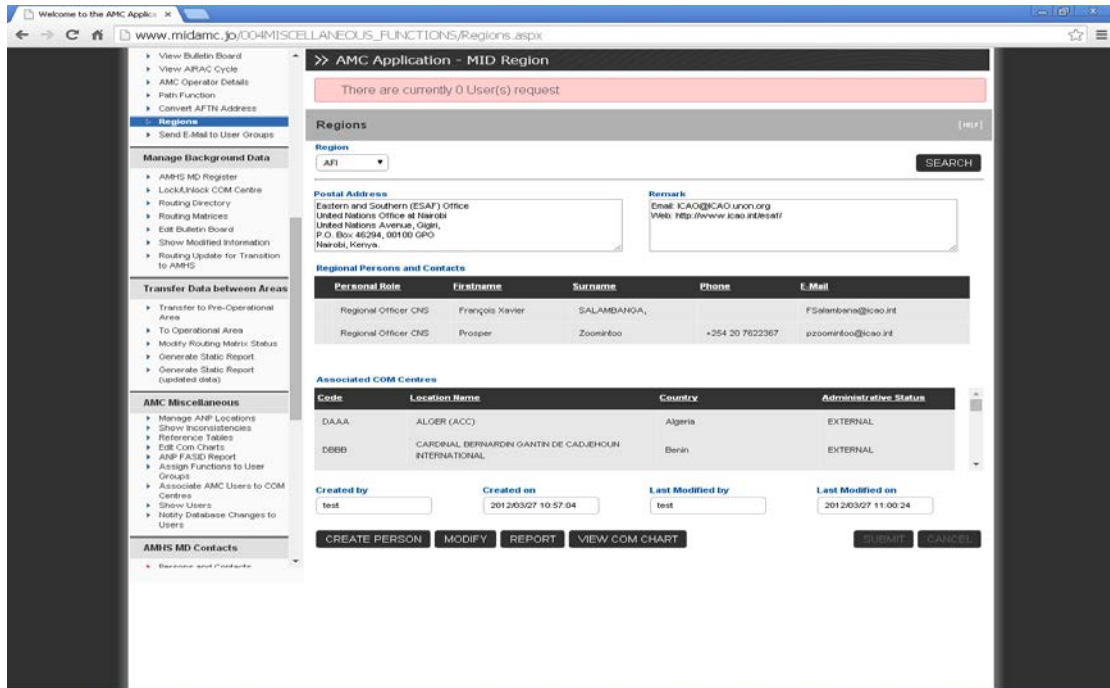 Welcome to the AMC Applica
www.midamc.jo/004MISCELLANEOUS_FUNCTIONS/Regions.aspx
View Bulletin Board
View AIRAC Cycle
AMC Operator Details
Path Function
Convert AFTN Address
Regions
Send E-Mail to User Groups
Manage Background Data
AMHS MD Register
Lock/Unlock COM Centre
Routing Directory
Routing Matrices
Edit Bulletin Board
Show Modified Information
Routing Update for Transition
to AMHS
Transfer Data between Areas
Transfer to Pre-Operational
Area
To Operational Area
Modify Routing Matrix Status
Generate Static Report
Generate Static Report
(updated data)
AMC Miscellaneous
Manage ANP Locations
Show Inconsistencies
Reference Tables
Edit Com Charts
ANP FASID Report
Assign Functions to User
Groups
Associate AMC Users to COM
Centres
Show Users
Notify Database Changes to
Users
AMHS MD Contacts
Persons and Contacts
>> AMC Application - MID Region
There are currently 0 User(s) request
Regions [HELP]
Region
AFI SEARCH
Postal Address Remark
Eastern and Southern (ESAF) Office Email: ICAO@ICAO.unon.org
United Nations Office at Nairobi Web: http://www.icao.int/esaf/
United Nations Avenue, Gigiri,
P.O. Box 46294, 00100 GPO
Nairobi, Kenya.
Regional Persons and Contacts
Personal Role Firstname Surname Phone E-Mail
Regional Officer CNS François Xavier SALAMBANGA, FSalambana@icao.int
Regional Officer CNS Prosper Zoomintoo +254 20 7622367 pzoomintoo@icao.int
Associated COM Centres
Code Location Name Country Administrative Status
DAAA ALGER (ACC) Algeria EXTERNAL
DBBB CARDINAL BERNARDIN GANTIN DE CADJEHOUN
INTERNATIONAL Benin EXTERNAL
Created by Created on Last Modified by Last Modified on
test 2012/03/27 10:57:04 test 2012/03/27 11:00:24
CREATE PERSON MODIFY REPORT VIEW COM CHART SUBMIT CANCEL